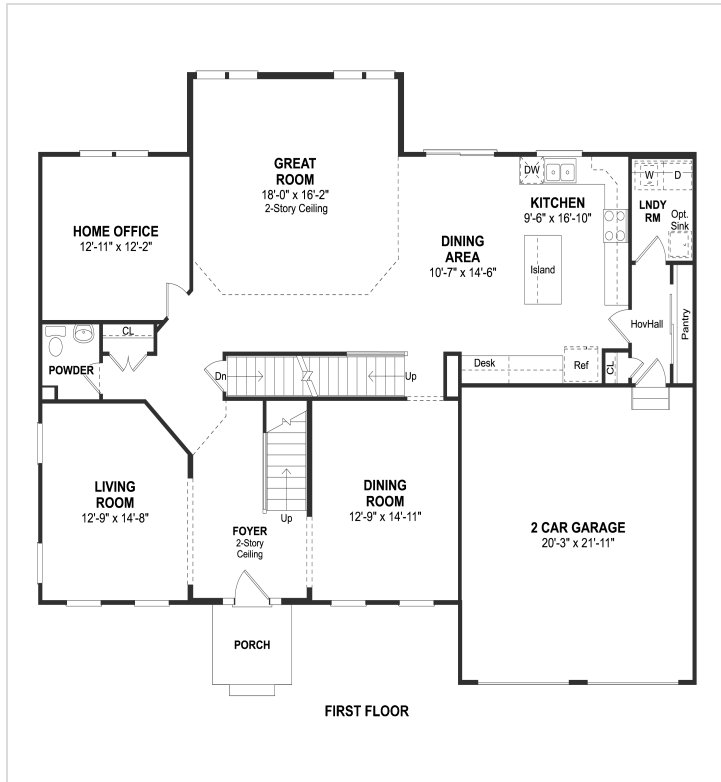 GREAT
ROOM
18'-0" x 16'-2"
2-Story Ceiling
HOME OFFICE
12'-11" x 12'-2"
DINING
AREA
10'-7" x 14'-6"
DW
KITCHEN
9'-6" x 16'-10"
Island
W D
LNDY
RM
Opt.
Sink
HovHall
Pantry
CL
POWDER
Dn
Up
Desk
Ref
CL
LIVING
ROOM
12'-9" x 14'-8"
FOYER
2-Story
Ceiling
Up
DINING
ROOM
12'-9" x 14'-11"
2 CAR GARAGE
20'-3" x 21'-11"
PORCH
FIRST FLOOR